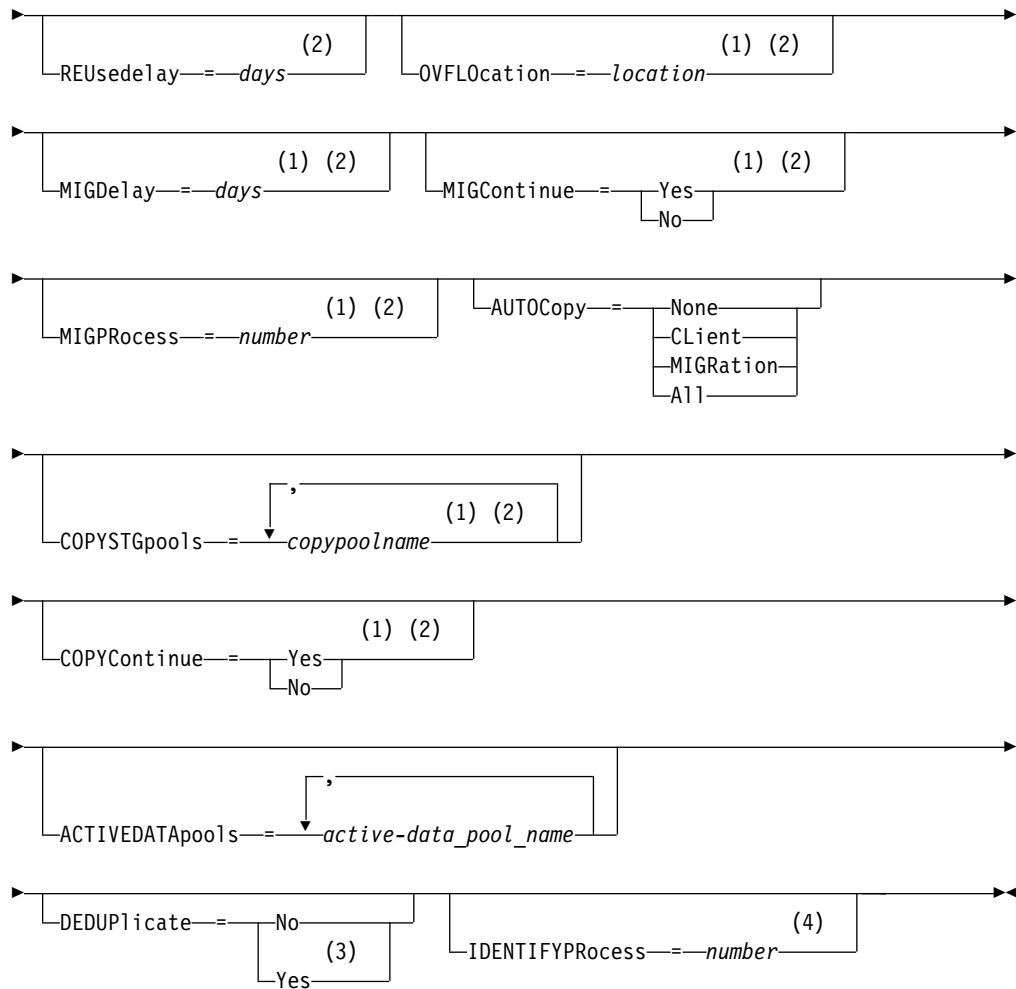 (2)
REUsedelay = days
(1) (2)
OVFLOcation = location
(1) (2)
MIGDelay = days
(1) (2)
MIGContinue = Yes
No
(1) (2)
MIGPRocess = number
AUTOCopy = None
CLient
MIGRation
All
,
(1) (2)
COPYSTGpools = copypoolname
(1) (2)
COPYContinue = Yes
No
,
ACTIVEDATApools = active-data_pool_name
DEDUPlicate = No
(3)
Yes
(4)
IDENTIFYPRocess = number